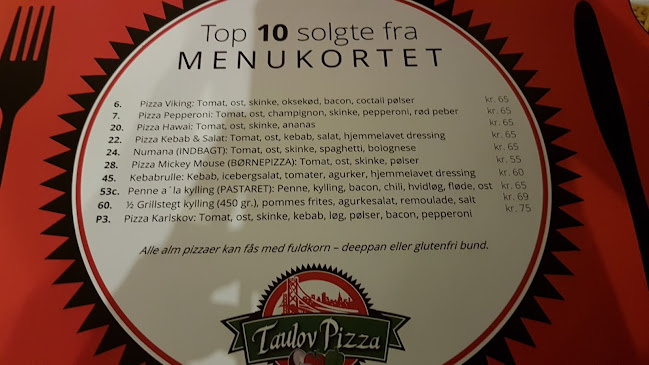 Top 10 solgte fra
MENUKORTET
6. Pizza Viking: Tomat, ost, skinke, oksekød, bacon, coctail pølser kr. 65
7. Pizza Pepperoni: Tomat, ost, champignon, skinke, pepperoni, rød peber kr. 65
20. Pizza Hawai: Tomat, ost, skinke, ananas kr. 65
22. Pizza Kebab & Salat: Tomat, ost, kebab, salat, hjemmelavet dressing kr. 65
24. Numana (INDBAGT): Tomat, ost, skinke, spaghetti, bolognese kr. 65
28. Pizza Mickey Mouse (BØRNEPIZZA): Tomat, ost, skinke, pølser kr. 55
45. Kebabrulle: Kebab, icebergsalat, tomater, agurker, hjemmelavet dressing kr. 60
53c. Penne a´la kylling (PASTARET): Penne, kylling, bacon, chili, hvidløg, fløde, ost kr. 65
60. ½ Grillstegt kylling (450 gr.), pommes frites, agurkesalat, remoulade, salt kr. 69
P3. Pizza Karlskov: Tomat, ost, skinke, kebab, løg, pølser, bacon, pepperoni kr. 75
Alle alm pizzaer kan fås med fuldkorn – deeppan eller glutenfri bund.
Taulov Pizza